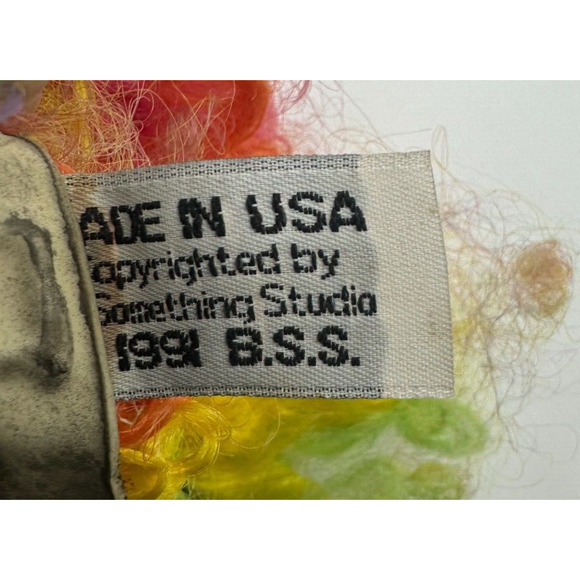 ADE IN USA
opyrighted by
Something Studio
1991 B.S.S.